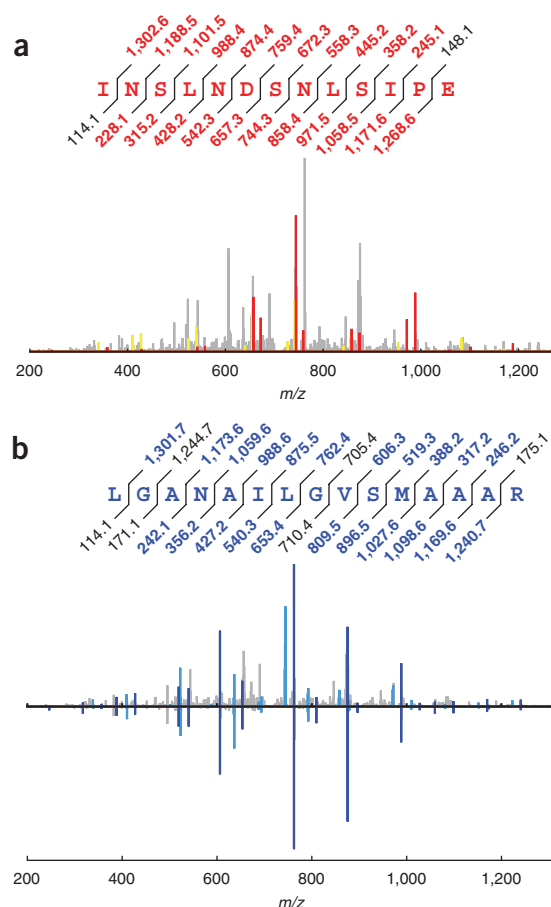 a
1,302.6 1,188.5 1,101.5 988.4 874.4 759.4 672.3 558.3 445.2 358.2 245.1 148.1
I N S L N D S N L S I P E
114.1 228.1 315.2 428.2 542.3 657.3 744.3 858.4 971.5 1,058.5 1,171.6 1,268.6
200 400 600 800 1,000 1,200
m/z
b
1,301.7 1,244.7 1,173.6 1,059.6 988.6 875.5 762.4 705.4 606.3 519.3 388.2 317.2 246.2 175.1
L G A N A I L G V S M A A A R
114.1 171.1 242.1 356.2 427.2 540.3 653.4 710.4 809.5 896.5 1,027.6 1,098.6 1,169.6 1,240.7
200 400 600 800 1,000 1,200
m/z